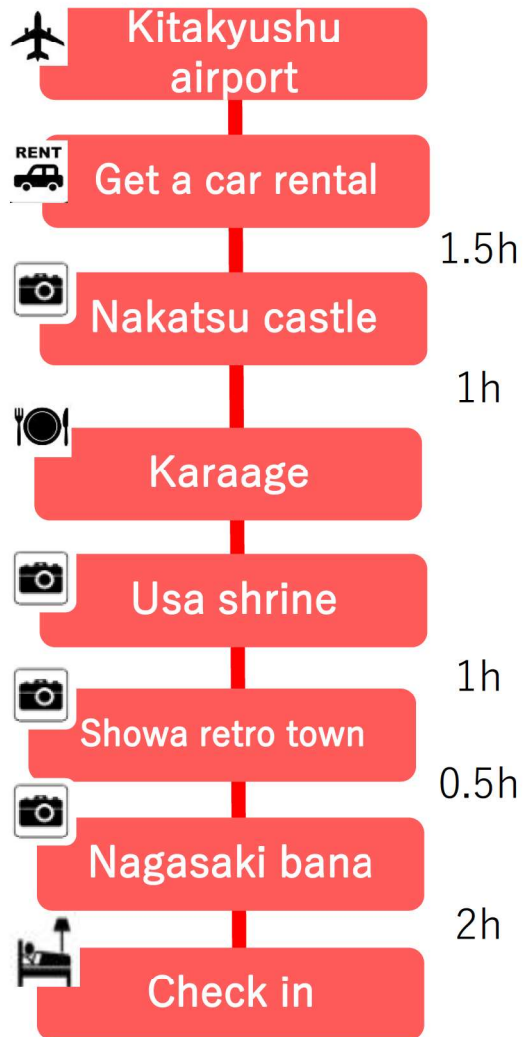 Kitakyushu
airport
RENT
Get a car rental
1.5h
Nakatsu castle
1h
Karaage
Usa shrine
1h
Showa retro town
0.5h
Nagasaki bana
2h
Check in